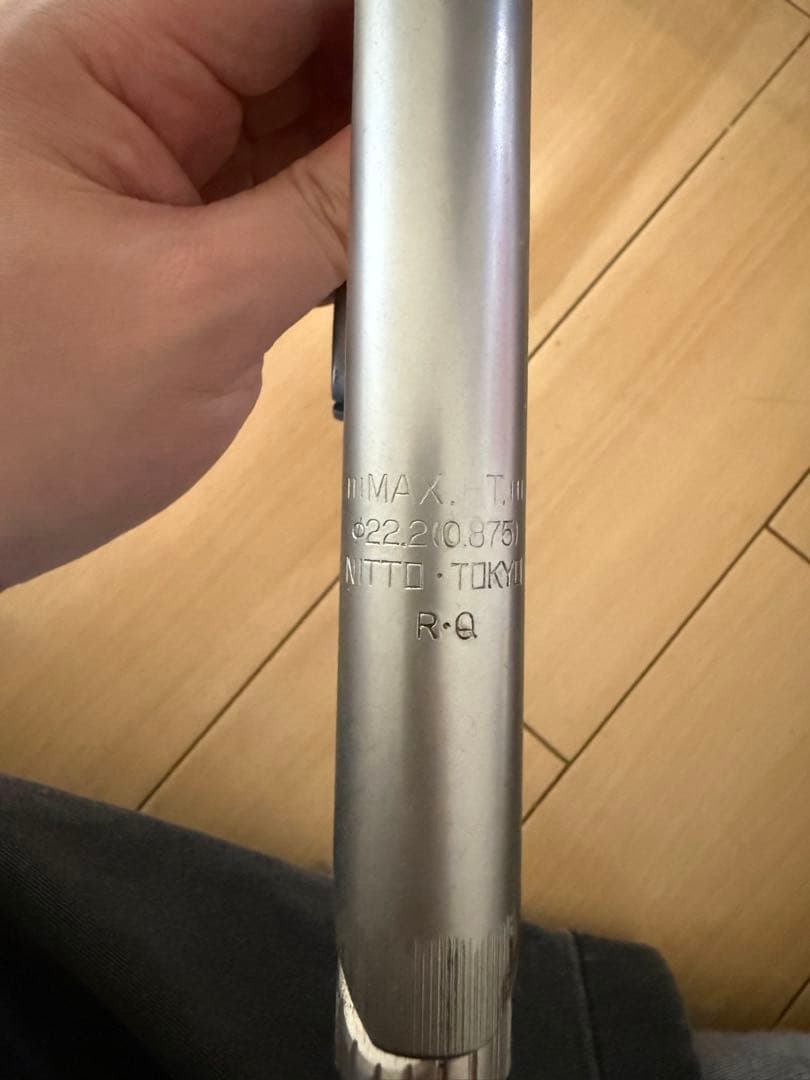 MAX. HT.
φ22.2(0.875)
NITTO · TOKYO
R·Q